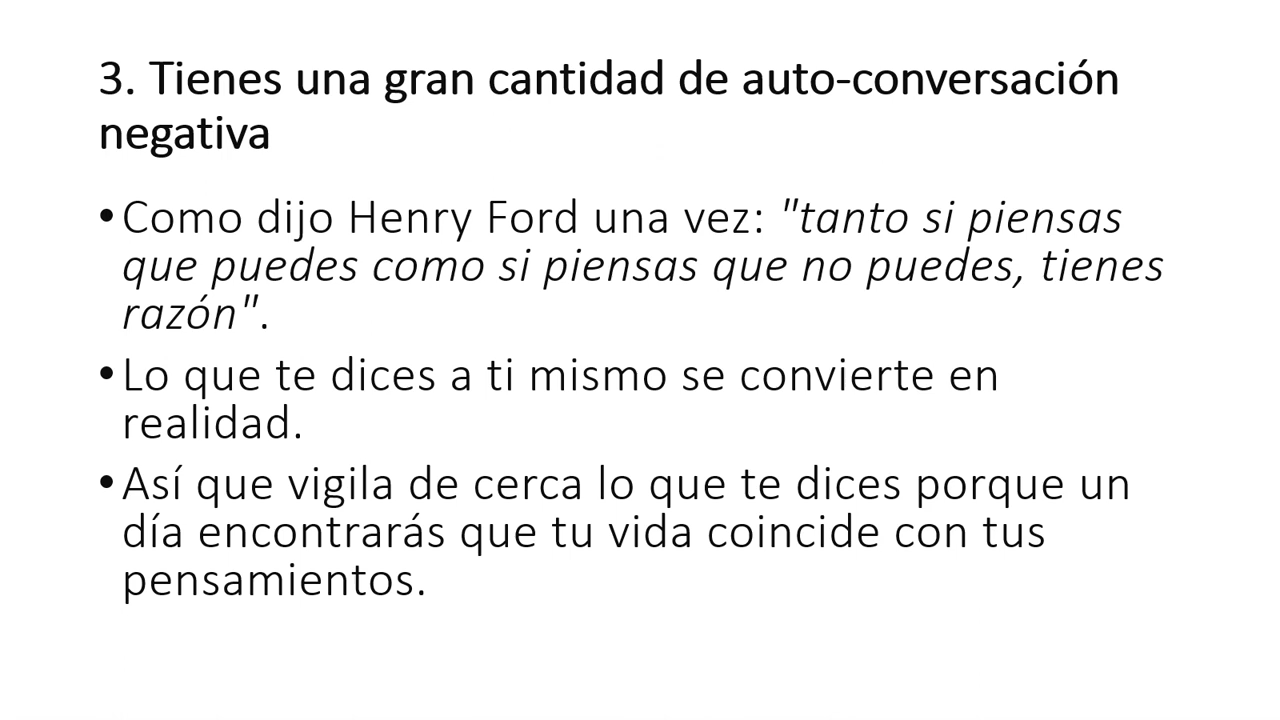 3. Tienes una gran cantidad de auto-conversación
negativa
•Como dijo Henry Ford una vez: "tanto si piensas
que puedes como si piensas que no puedes, tienes
razón".
•Lo que te dices a ti mismo se convierte en
realidad.
•Así que vigila de cerca lo que te dices porque un
día encontrarás que tu vida coincide con tus
pensamientos.